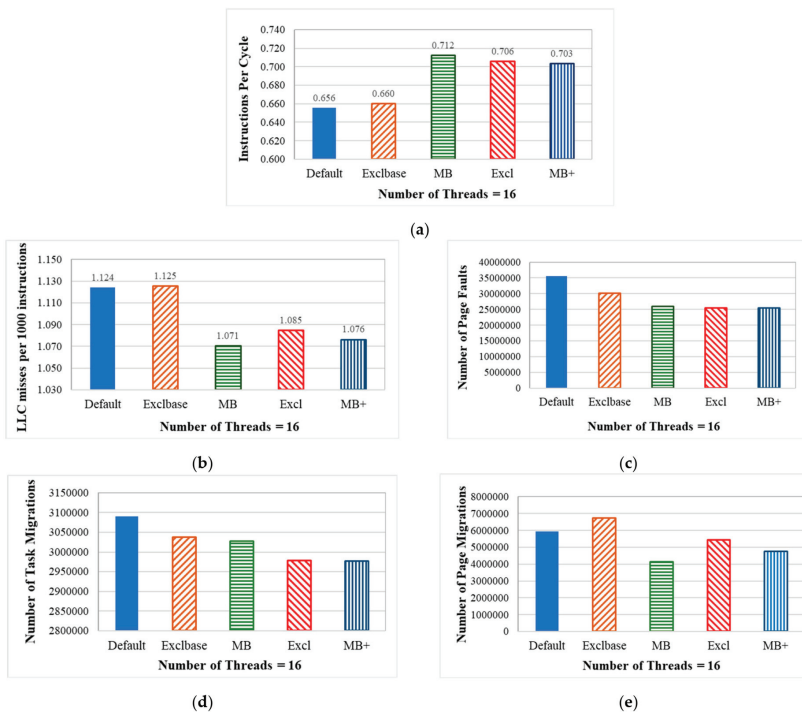 Instructions Per Cycle
0.740
0.720
0.700
0.680
0.660
0.640
0.620
0.600
0.656
0.660
0.712
0.706
0.703
Default Exclbase MB Excl MB+
Number of Threads = 16
(a)
LLC misses per 1000 instructions
1.150
1.130
1.110
1.090
1.070
1.050
1.030
1.124
1.125
1.071
1.085
1.076
Default Exclbase MB Excl MB+
Number of Threads = 16
(b)
Number of Page Faults
40000000
35000000
30000000
25000000
20000000
15000000
10000000
5000000
0
Default Exclbase MB Excl MB+
Number of Threads = 16
(c)
Number of Task Migrations
3150000
3100000
3050000
3000000
2950000
2900000
2850000
2800000
Default Exclbase MB Excl MB+
Number of Threads = 16
(d)
Number of Page Migrations
8000000
7000000
6000000
5000000
4000000
3000000
2000000
1000000
0
Default Exclbase MB Excl MB+
Number of Threads = 16
(e)